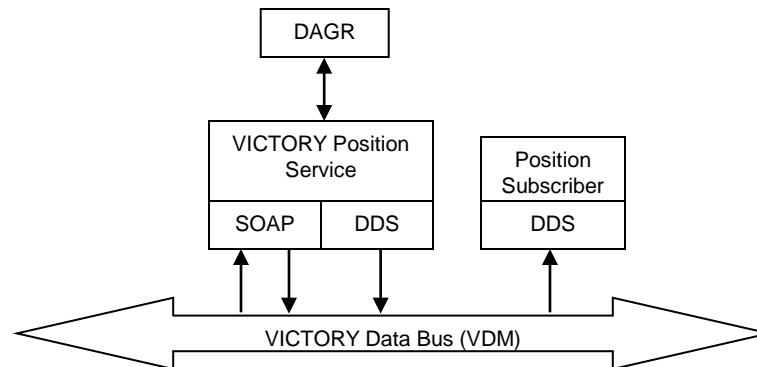 DAGR
VICTORY Position
Service
SOAP
DDS
Position
Subscriber
DDS
VICTORY Data Bus (VDM)